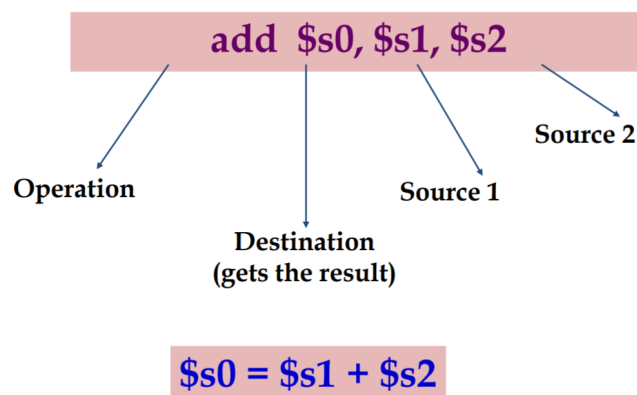 add $s0, $s1, $s2
Source 2
Operation
Source 1
Destination
(gets the result)
$s0 = $s1 + $s2